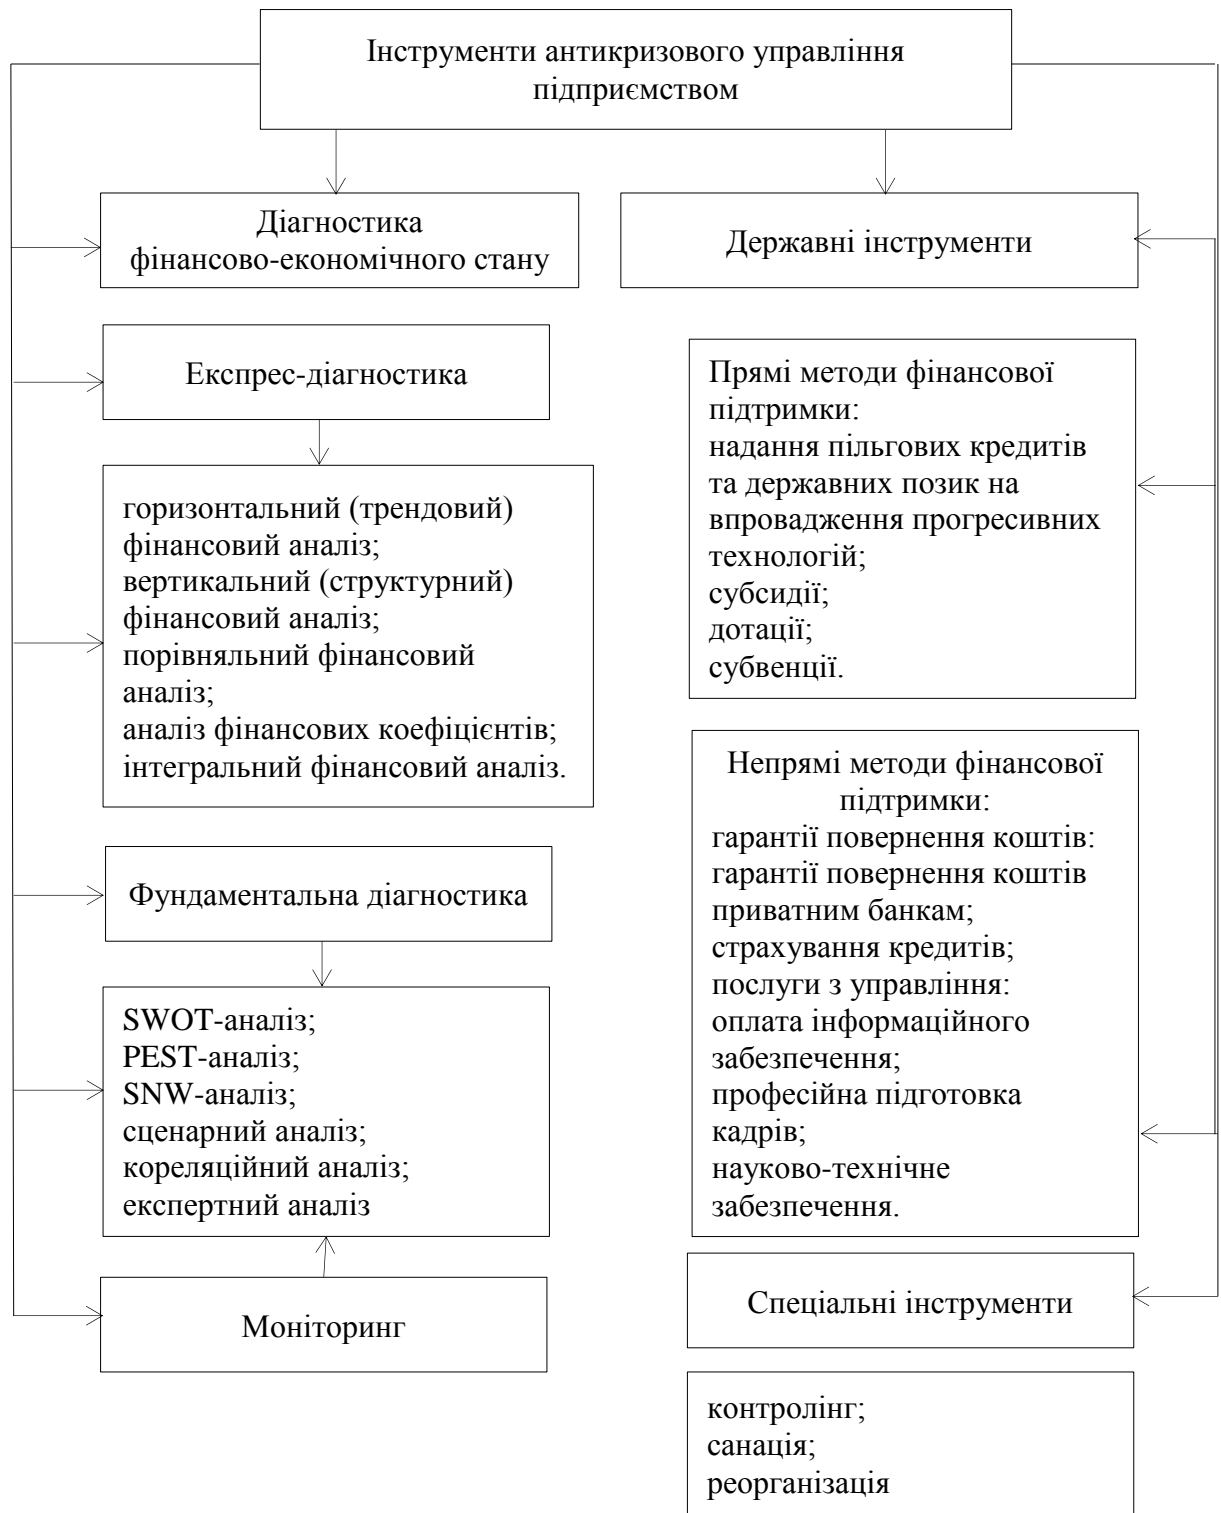 Інструменти антикризового управління
підприємством
Діагностика
фінансово-економічного стану
Експрес-діагностика
горизонтальний (трендовий)
фінансовий аналіз;
вертикальний (структурний)
фінансовий аналіз;
порівняльний фінансовий
аналіз;
аналіз фінансових коефіцієнтів;
інтегральний фінансовий аналіз.
Фундаментальна діагностика
SWOT-аналіз;
PEST-аналіз;
SNW-аналіз;
сценарний аналіз;
кореляційний аналіз;
експертний аналіз
Моніторинг
Державні інструменти
Прямі методи фінансової
підтримки:
надання пільгових кредитів
та державних позик на
впровадження прогресивних
технологій;
субсидії;
дотації;
субвенції.
Непрямі методи фінансової
підтримки:
гарантії повернення коштів:
гарантії повернення коштів
приватним банкам;
страхування кредитів;
послуги з управління:
оплата інформаційного
забезпечення;
професійна підготовка
кадрів;
науково-технічне
забезпечення.
Спеціальні інструменти
контролінг;
санація;
реорганізація